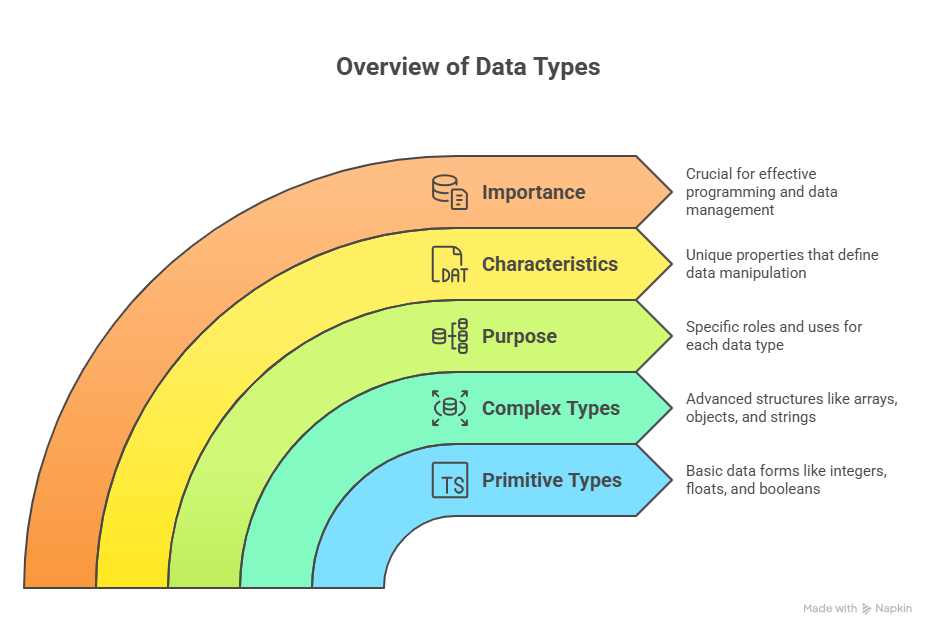 Overview of Data Types
Importance
Crucial for effective
programming and data
management
DAT
Characteristics
Unique properties that define
data manipulation
Purpose
Specific roles and uses for
each data type
Complex Types
Advanced structures like arrays,
objects, and strings
TS
Primitive Types
Basic data forms like integers,
floats, and booleans
Made with Napkin